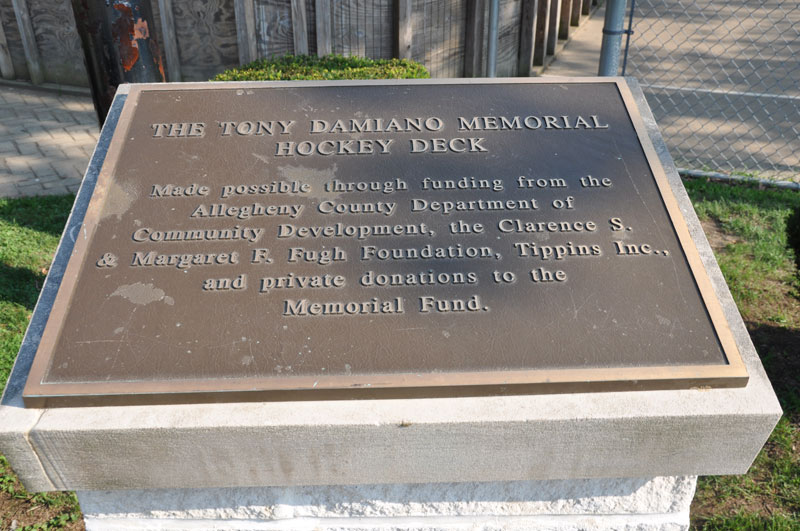 THE TONY DAMIANO MEMORIAL
HOCKEY DECK
Made possible through funding from the
Allegheny County Department of
Community Development, the Clarence S.
& Margaret F. Fugh Foundation, Tippins Inc.,
and private donations to the
Memorial Fund.